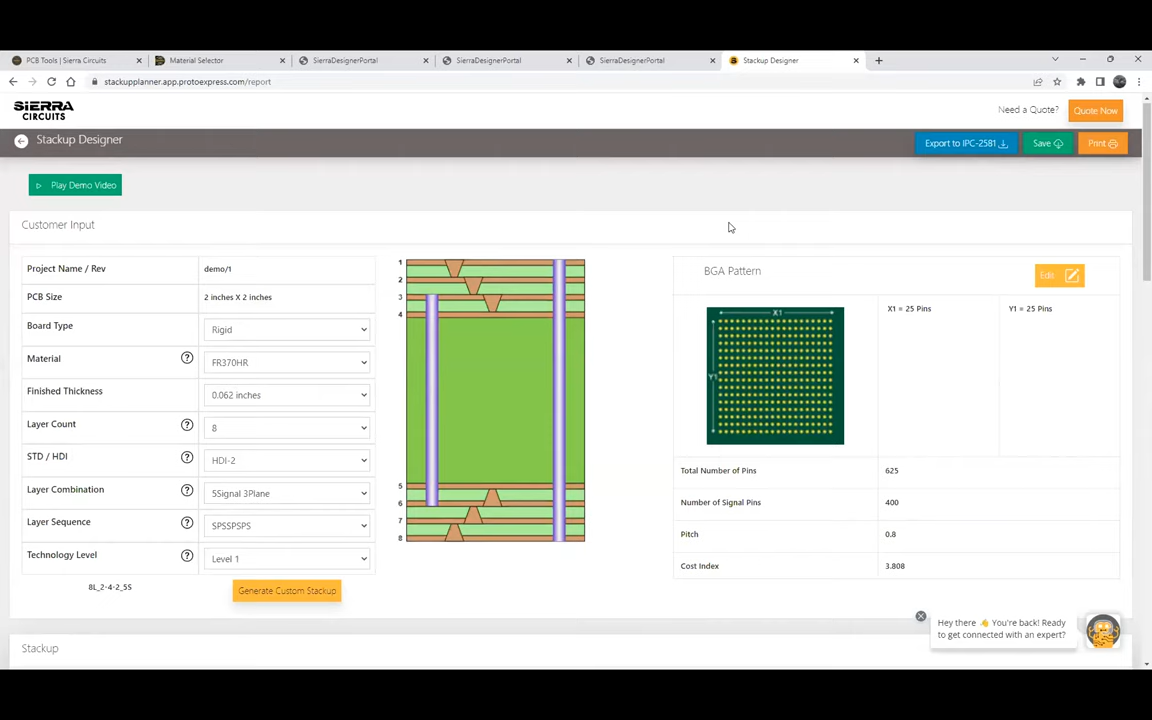 PCB Tools | Sierra Circuits
Material Selector
SierraDesignerPortal
SierraDesignerPortal
SierraDesignerPortal
Stackup Designer
stackupplanner.app.protoexpress.com/report
SIERRA
CIRCUITS
Need a Quote?
Quote Now
Stackup Designer
Export to IPC-2581
Save
Print
Play Demo Video
Customer Input
Project Name / Rev
demo/1
PCB Size
2 inches X 2 inches
Board Type
Rigid
Material
?
FR370HR
Finished Thickness
0.062 inches
Layer Count
?
8
STD / HDI
?
HDI-2
Layer Combination
?
5Signal 3Plane
Layer Sequence
?
SPSSPSPS
Technology Level
?
Level 1
8L_2-4-2_5S
Generate Custom Stackup
1
2
3
4
5
6
7
8
BGA Pattern
Edit
X1
Y1
X1 = 25 Pins
Y1 = 25 Pins
Total Number of Pins
625
Number of Signal Pins
400
Pitch
0.8
Cost Index
3.808
Hey there 👋 You're back! Ready
to get connected with an expert?
Stackup